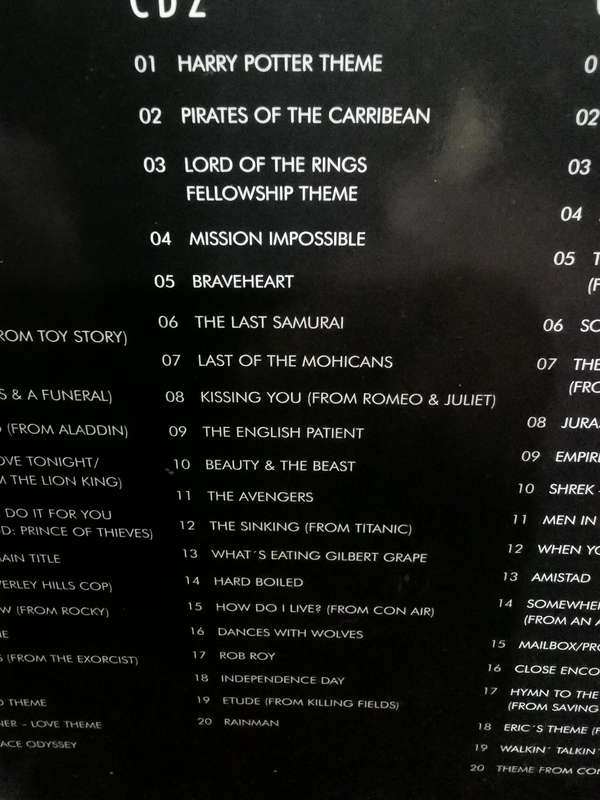 CD2
01 HARRY POTTER THEME
02 PIRATES OF THE CARRIBEAN
03 LORD OF THE RINGS
FELLOWSHIP THEME
04 MISSION IMPOSSIBLE
05 BRAVEHEART
06 THE LAST SAMURAI
07 LAST OF THE MOHICANS
08 KISSING YOU (FROM ROMEO & JULIET)
09 THE ENGLISH PATIENT
10 BEAUTY & THE BEAST
11 THE AVENGERS
12 THE SINKING (FROM TITANIC)
13 WHAT´S EATING GILBERT GRAPE
14 HARD BOILED
15 HOW DO I LIVE? (FROM CON AIR)
16 DANCES WITH WOLVES
17 ROB ROY
18 INDEPENDENCE DAY
19 ETUDE (FROM KILLING FIELDS)
20 RAINMAN
ROM TOY STORY)
S & A FUNERAL)
(FROM ALADDIN)
OVE TONIGHT/
THE LION KING)
DO IT FOR YOU
D: PRINCE OF THIEVES)
AIN TITLE
VERLEY HILLS COP)
W (FROM ROCKY)
NE
S (FROM THE EXORCIST)
D THEME
NER - LOVE THEME
ACE ODYSSEY
0
02
03
04
05 T
(F
06 SC
07 THE
(FRO
08 JURA
09 EMPIRE
10 SHREK -
11 MEN IN
12 WHEN YO
13 AMISTAD
14 SOMEWHE
(FROM AN A
15 MAILBOX/PRO
16 CLOSE ENCO
17 HYMN TO THE
(FROM SAVING
18 ERIC´S THEME (F
19 WALKIN´ TALKIN´
20 THEME FROM CO